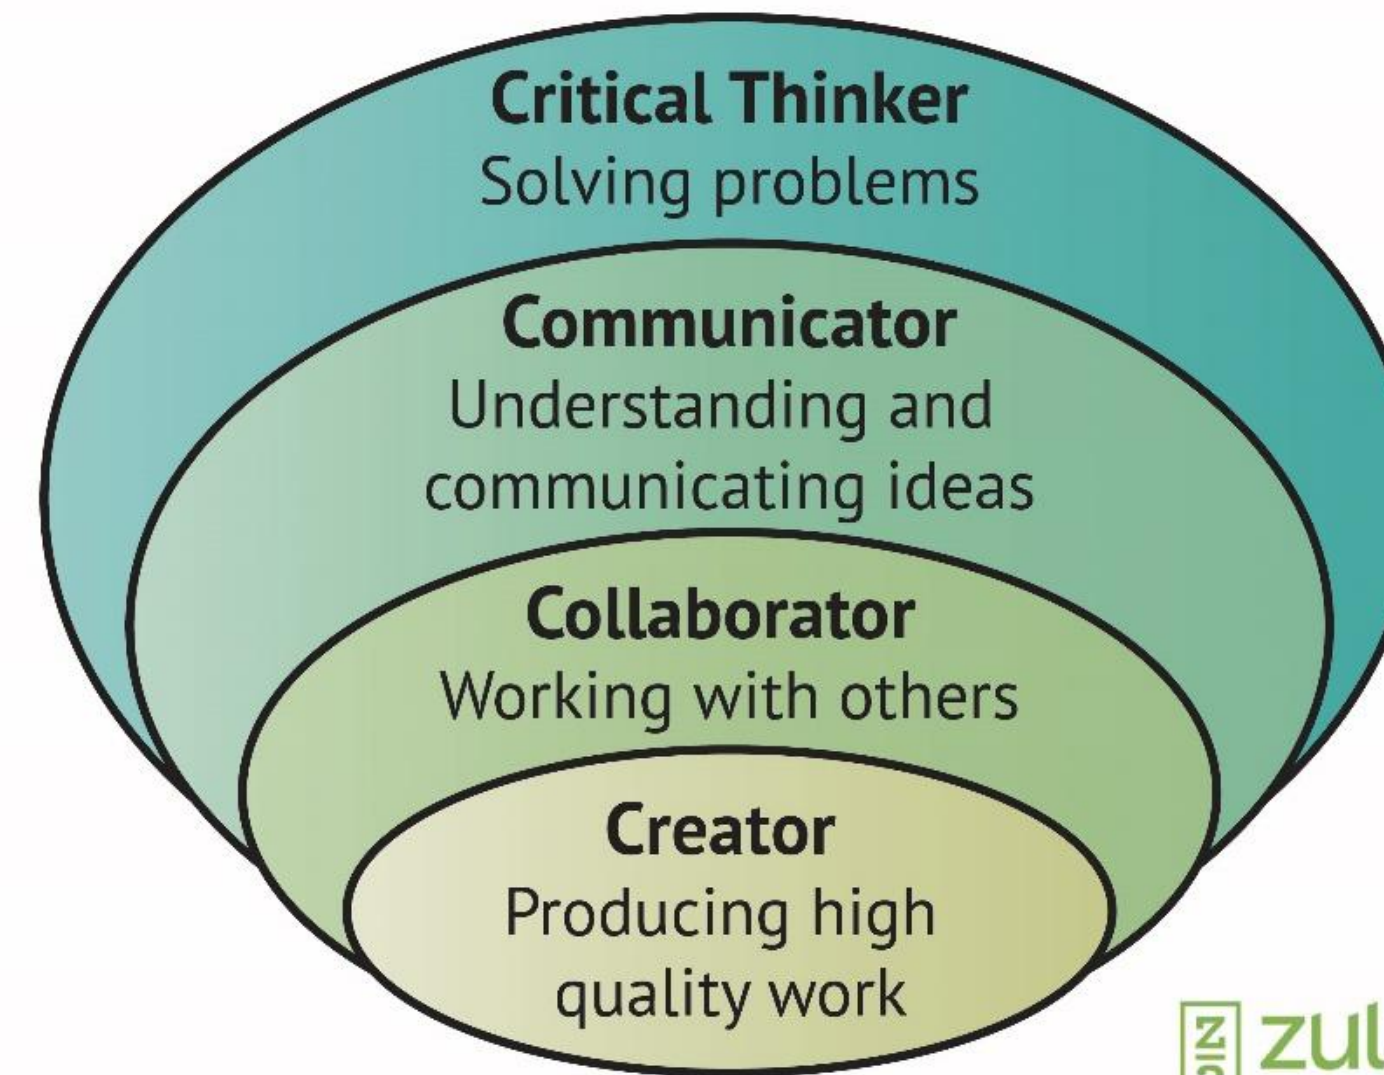 Critical Thinker
Solving problems
Communicator
Understanding and
communicating ideas
Collaborator
Working with others
Creator
Producing high
quality work